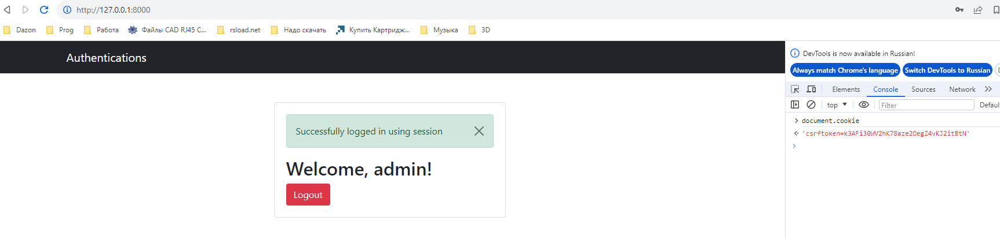 http://127.0.0.1:8000
Dazon Prog Работа Файлы CAD RJ45 C... rsload.net Надо скачать Купить Картридж... Музыка 3D
Authentications
Successfully logged in using session
Welcome, admin!
Logout
DevTools is now available in Russian!
Always match Chrome's language Switch DevTools to Russian
Elements Console Sources Network
top Filter Defaul
document.cookie
'csrftoken=k3AFi30WV2hK78aze2OegZ4vKJ2itBtN'